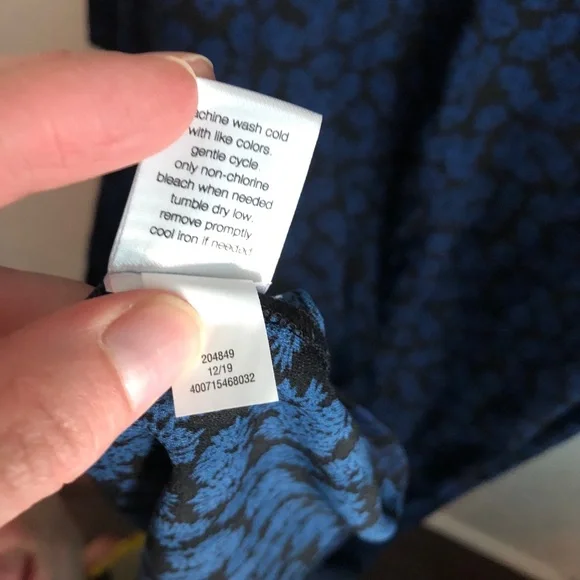 achine wash cold
with like colors.
gentle cycle.
only non-chlorine
bleach when needed
tumble dry low.
remove promptly
cool iron if needed
204849
12/19
400715468032